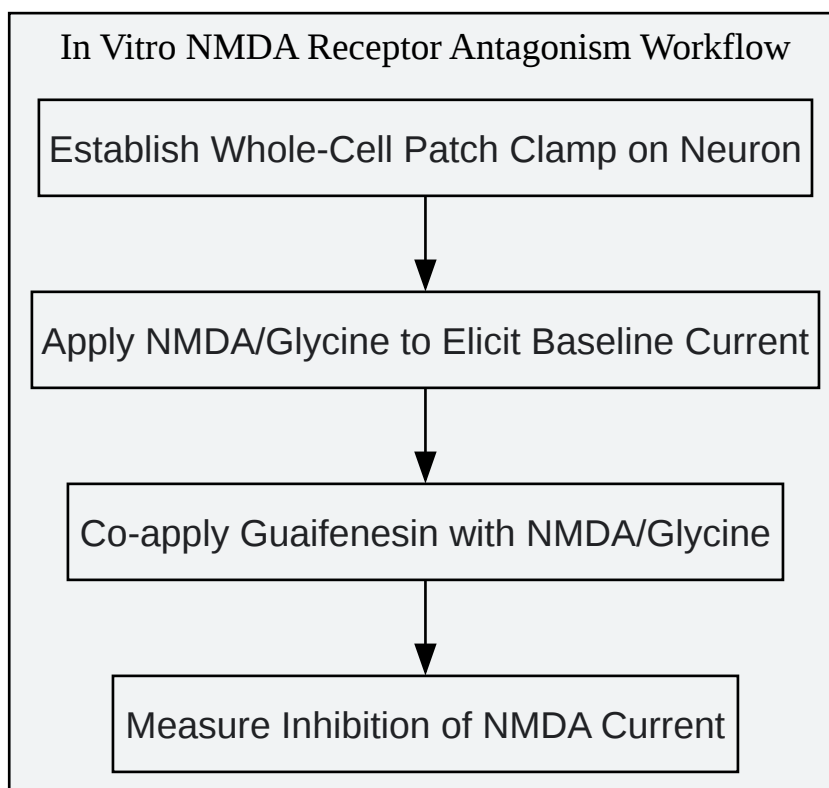 In Vitro NMDA Receptor Antagonism Workflow
Establish Whole-Cell Patch Clamp on Neuron
Apply NMDA/Glycine to Elicit Baseline Current
Co-apply Guaifenesin with NMDA/Glycine
Measure Inhibition of NMDA Current